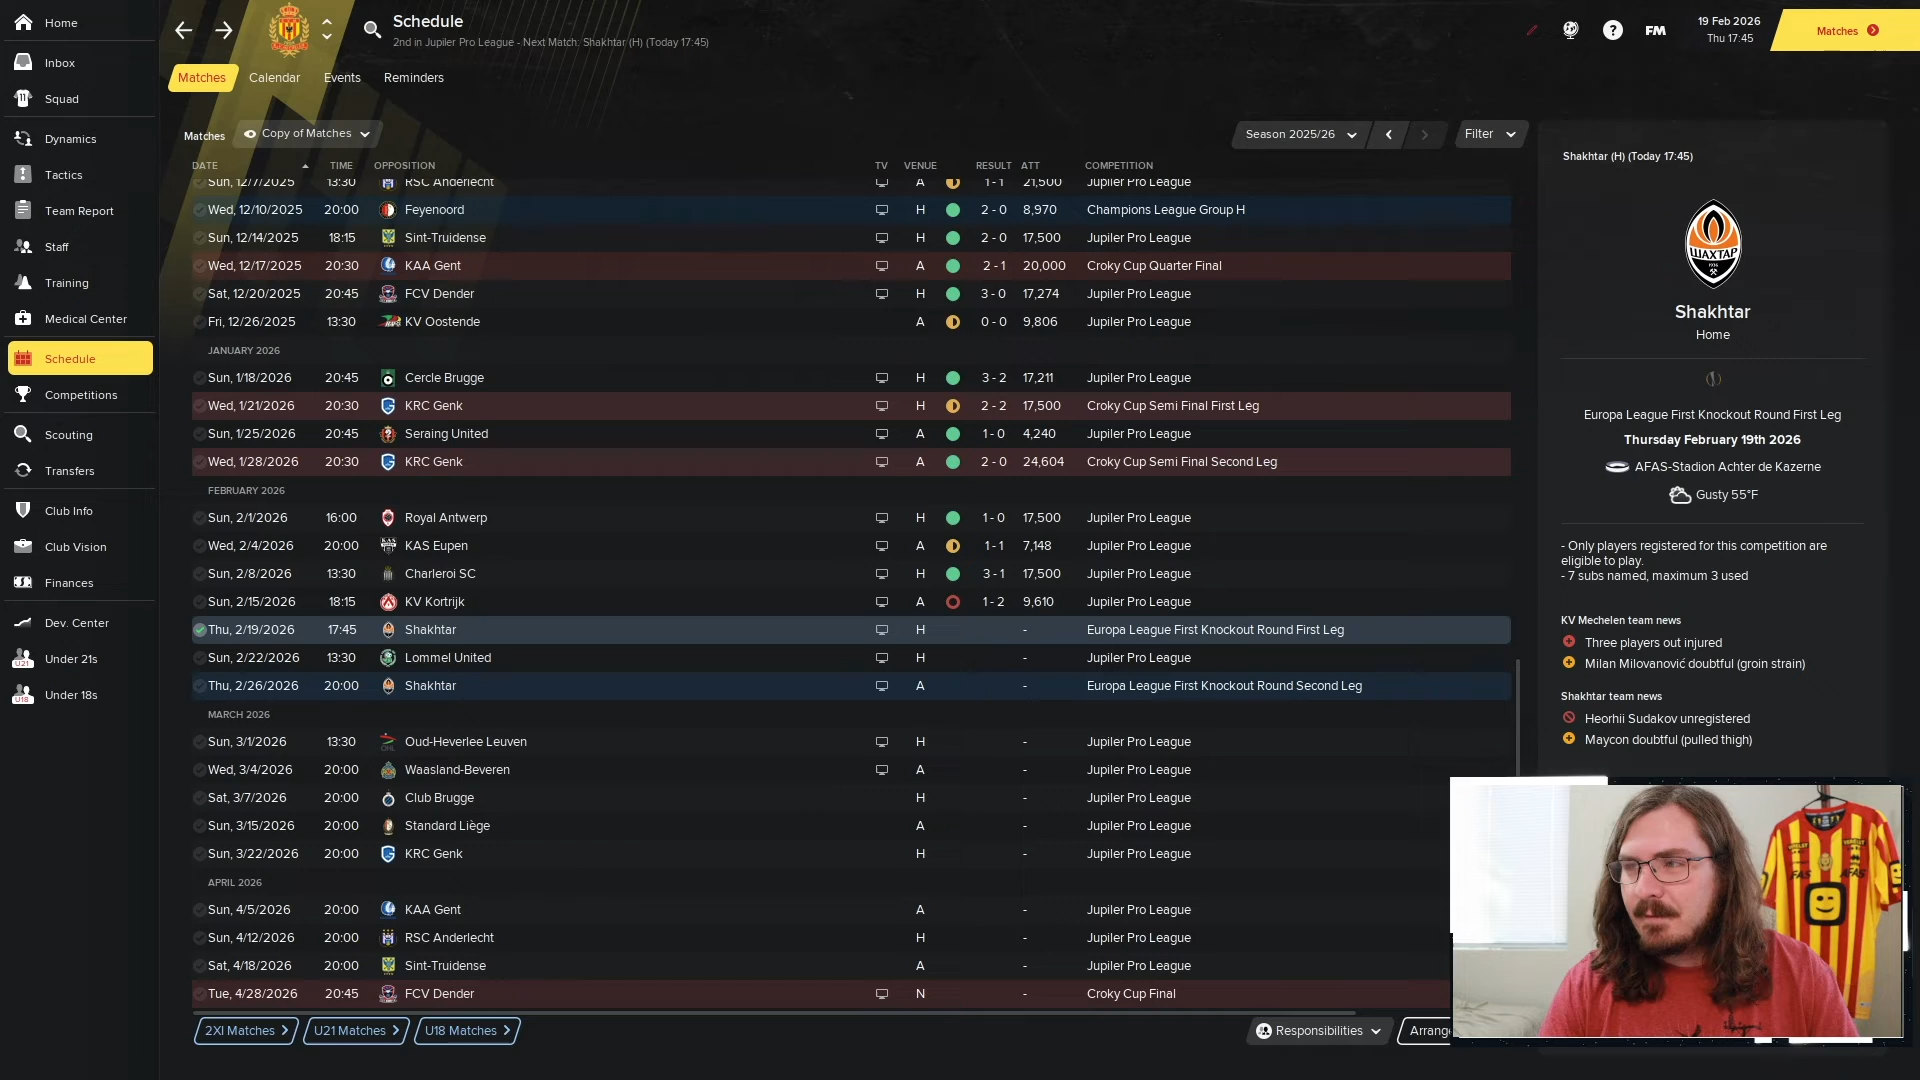 Home
Inbox
Squad
Dynamics
Tactics
Team Report
Staff
Training
Medical Center
Schedule
Competitions
Scouting
Transfers
Club Info
Club Vision
Finances
Dev. Center
U21 Under 21s
U18 Under 18s
Schedule
2nd in Jupiler Pro League - Next Match: Shakhtar (H) (Today 17:45)
FM
19 Feb 2026
Thu 17:45
Matches
Matches Calendar Events Reminders
Matches Copy of Matches Season 2025/26 Filter
DATE TIME OPPOSITION TV VENUE RESULT ATT COMPETITION
Sun, 12/7/2025 13:30 RSC Anderlecht A 1 - 1 21,500 Jupiler Pro League
Wed, 12/10/2025 20:00 Feyenoord H 2 - 0 8,970 Champions League Group H
Sun, 12/14/2025 18:15 Sint-Truidense H 2 - 0 17,500 Jupiler Pro League
Wed, 12/17/2025 20:30 KAA Gent A 2 - 1 20,000 Croky Cup Quarter Final
Sat, 12/20/2025 20:45 FCV Dender H 3 - 0 17,274 Jupiler Pro League
Fri, 12/26/2025 13:30 KV Oostende A 0 - 0 9,806 Jupiler Pro League
JANUARY 2026
Sun, 1/18/2026 20:45 Cercle Brugge H 3 - 2 17,211 Jupiler Pro League
Wed, 1/21/2026 20:30 KRC Genk H 2 - 2 17,500 Croky Cup Semi Final First Leg
Sun, 1/25/2026 20:45 Seraing United A 1 - 0 4,240 Jupiler Pro League
Wed, 1/28/2026 20:30 KRC Genk A 2 - 0 24,604 Croky Cup Semi Final Second Leg
FEBRUARY 2026
Sun, 2/1/2026 16:00 Royal Antwerp H 1 - 0 17,500 Jupiler Pro League
Wed, 2/4/2026 20:00 KAS Eupen A 1 - 1 7,148 Jupiler Pro League
Sun, 2/8/2026 13:30 Charleroi SC H 3 - 1 17,500 Jupiler Pro League
Sun, 2/15/2026 18:15 KV Kortrijk A 1 - 2 9,610 Jupiler Pro League
Thu, 2/19/2026 17:45 Shakhtar H - Europa League First Knockout Round First Leg
Sun, 2/22/2026 13:30 Lommel United H - Jupiler Pro League
Thu, 2/26/2026 20:00 Shakhtar A - Europa League First Knockout Round Second Leg
MARCH 2026
Sun, 3/1/2026 13:30 Oud-Heverlee Leuven H - Jupiler Pro League
Wed, 3/4/2026 20:00 Waasland-Beveren A - Jupiler Pro League
Sat, 3/7/2026 20:00 Club Brugge H - Jupiler Pro League
Sun, 3/15/2026 20:00 Standard Liège A - Jupiler Pro League
Sun, 3/22/2026 20:00 KRC Genk H - Jupiler Pro League
APRIL 2026
Sun, 4/5/2026 20:00 KAA Gent A - Jupiler Pro League
Sun, 4/12/2026 20:00 RSC Anderlecht H - Jupiler Pro League
Sat, 4/18/2026 20:00 Sint-Truidense A - Jupiler Pro League
Tue, 4/28/2026 20:45 FCV Dender N - Croky Cup Final
2XI Matches U21 Matches U18 Matches Responsibilities Arrang
Shakhtar (H) (Today 17:45)
ШАХТАР
1936
Shakhtar
Home
Europa League First Knockout Round First Leg
Thursday February 19th 2026
AFAS-Stadion Achter de Kazerne
Gusty 55°F
- Only players registered for this competition are
eligible to play.
- 7 subs named, maximum 3 used
KV Mechelen team news
Three players out injured
Milan Milovanović doubtful (groin strain)
Shakhtar team news
Heorhii Sudakov unregistered
Maycon doubtful (pulled thigh)
AFAS